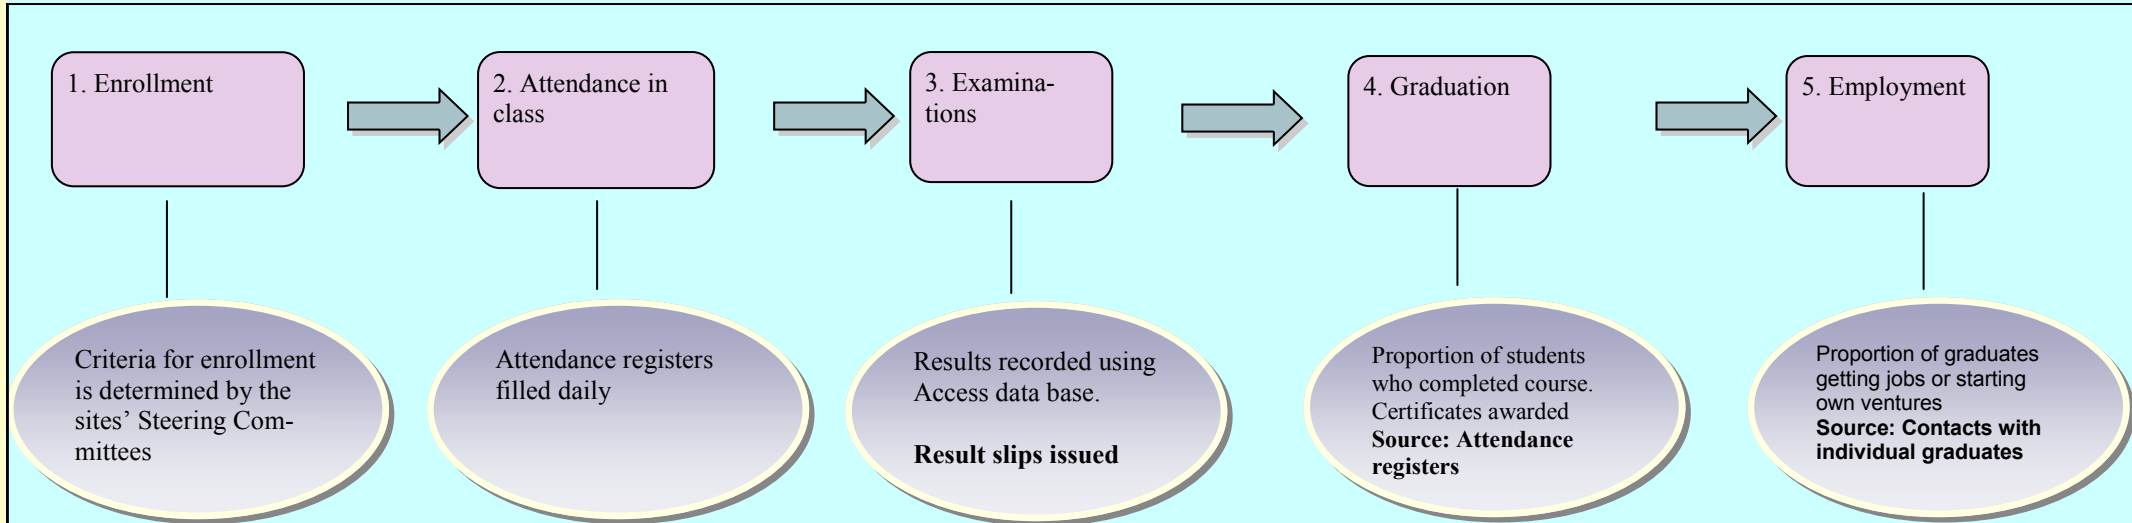 1. Enrollment
2. Attendance in
class
3. Examina-
tions
4. Graduation
5. Employment
Criteria for enrollment
is determined by the
sites’ Steering Com-
mittees
Attendance registers
filled daily
Results recorded using
Access data base.
Result slips issued
Proportion of students
who completed course.
Certificates awarded
Source: Attendance
registers
Proportion of graduates
getting jobs or starting
own ventures
Source: Contacts with
individual graduates